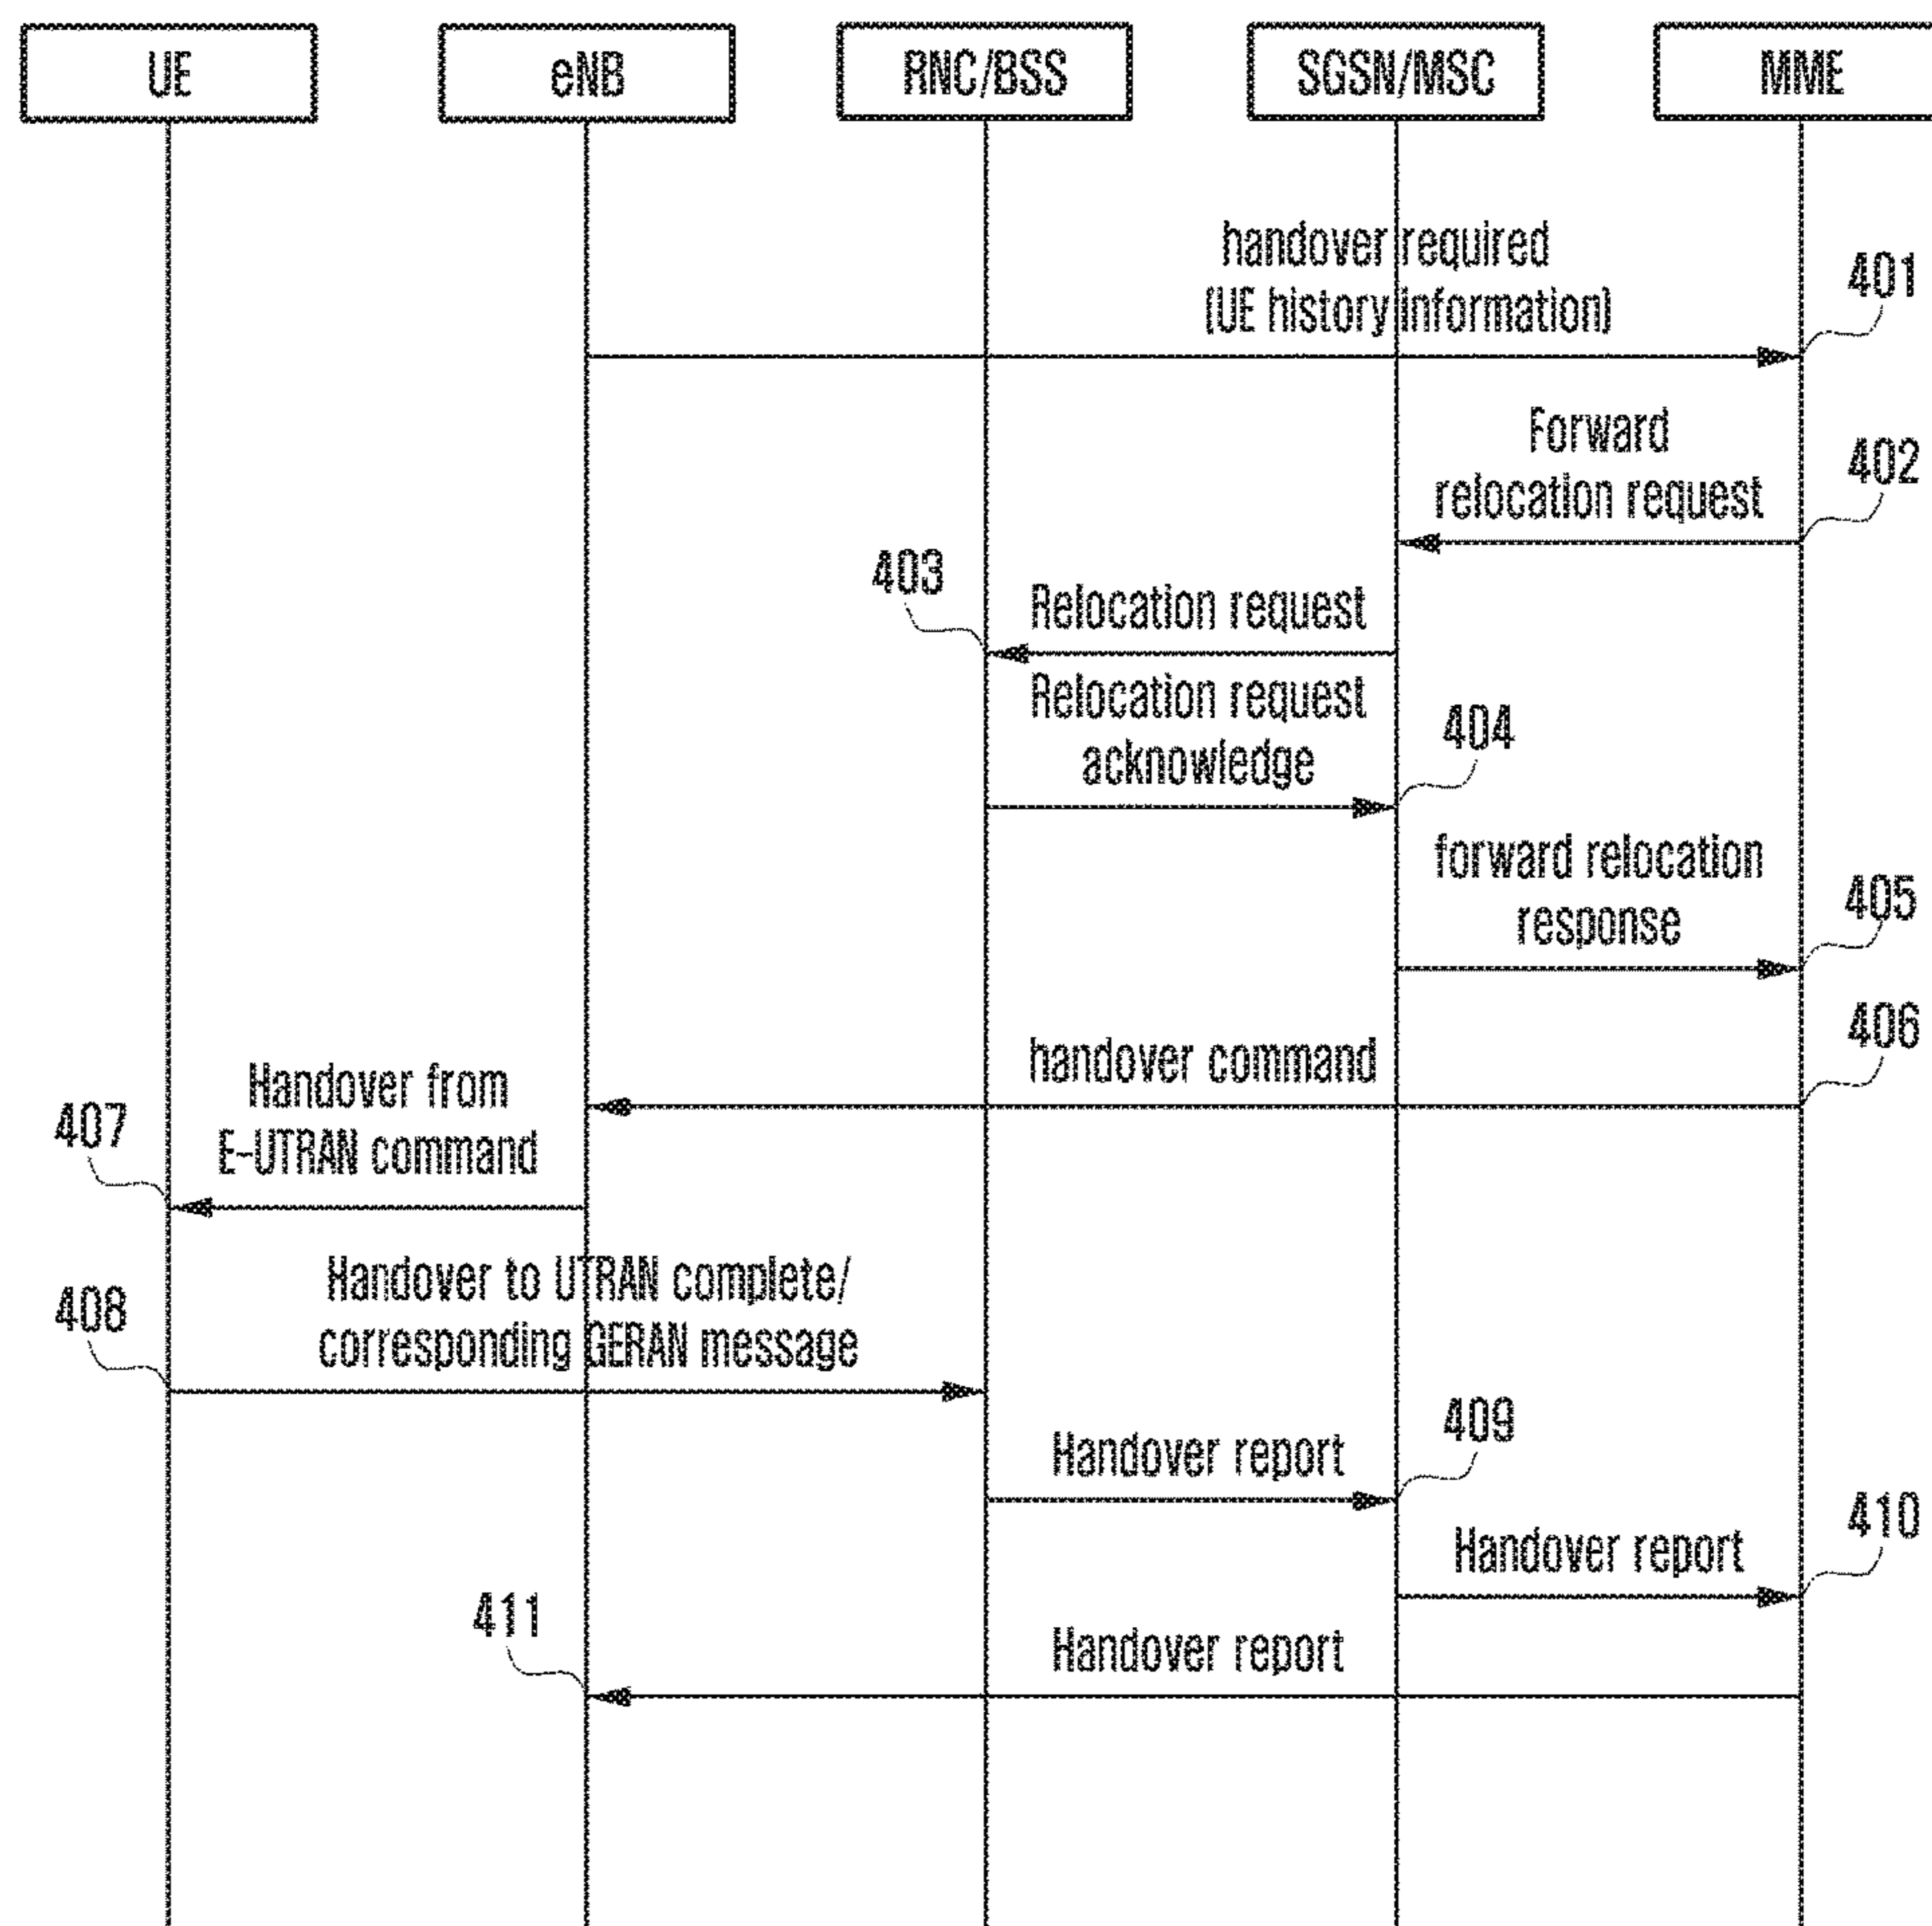 UE
eNB
RNC/BSS
SGSN/MSC
MME
handover required
(UE history information)
401
Forward
relocation request
402
403
Relocation request
Relocation request
acknowledge
404
forward relocation
response
405
406
handover command
Handover from
E-UTRAN command
407
Handover to UTRAN complete/
corresponding GERAN message
408
Handover report
409
Handover report
410
411
Handover report